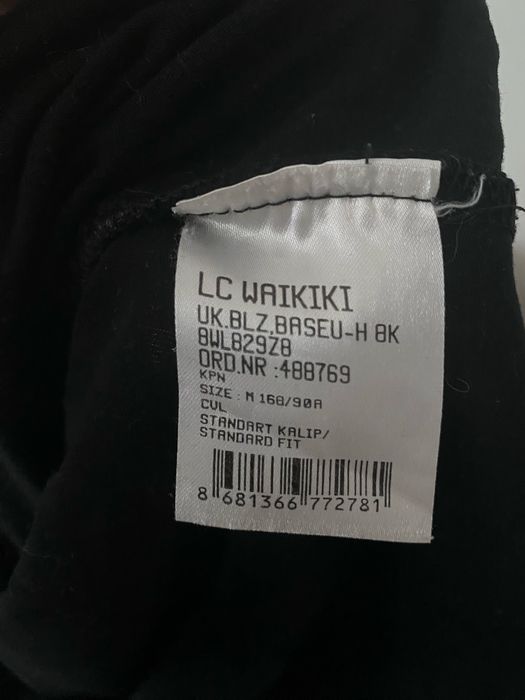 LC WAIKIKI
UK.BLZ,BASEU-H 8K
8WL829Z8
ORD.NR :488769
KPN
SIZE : M 168/90A
CVL
STANDART KALIP/
STANDARD FIT
8 681366 772781